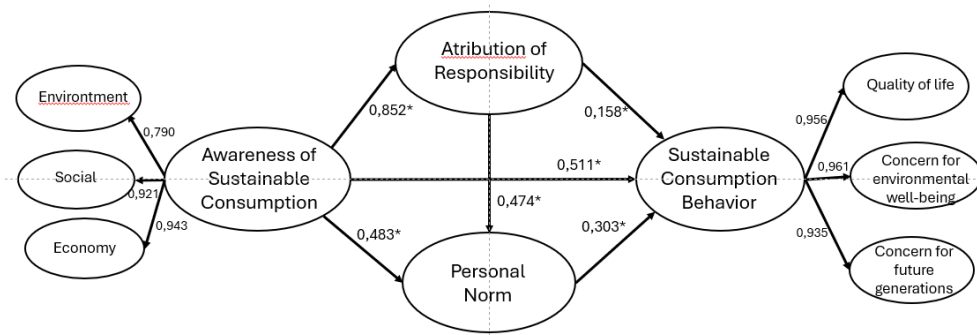 Atribution of
Responsibility
Environtment
Quality of life
0,852*
0,158*
0,790
0,956
Awareness of
Sustainable
Consumption
Sustainable
Consumption
Behavior
Social
0,921
0,511*
0,961
Concern for
environmental
well-being
0,943
0,474*
0,935
Economy
0,483*
0,303*
Personal
Norm
Concern for
future
generations